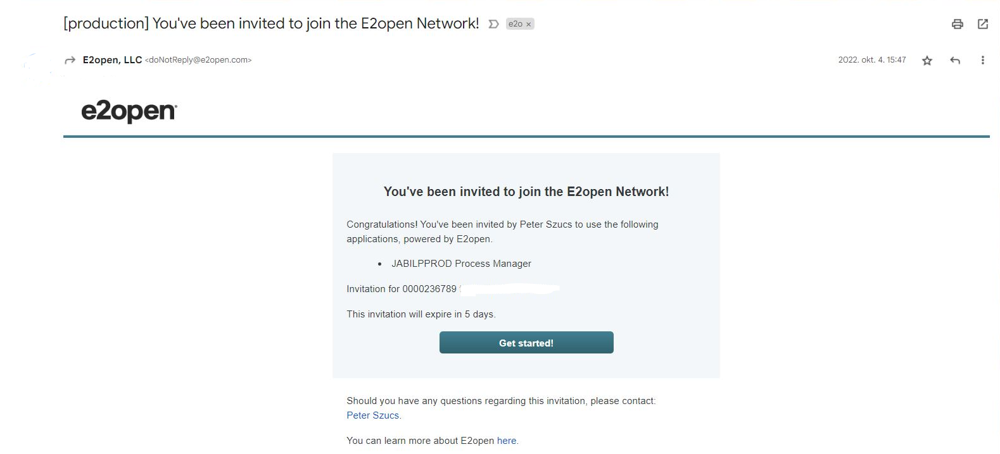 [production] You've been invited to join the E2open Network!
e2o ×
E2open, LLC <doNotReply@e2open.com>
2022. okt. 4. 15:47
e2open
You've been invited to join the E2open Network!
Congratulations! You've been invited by Peter Szucs to use the following
applications, powered by E2open.
• JABILPPROD Process Manager
Invitation for 0000236789
This invitation will expire in 5 days.
Get started!
Should you have any questions regarding this invitation, please contact:
Peter Szucs.
You can learn more about E2open here.